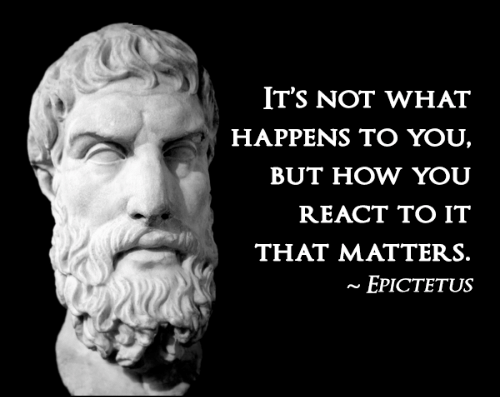 IT'S NOT WHAT
HAPPENS TO YOU,
BUT HOW YOU
REACT TO IT
THAT MATTERS.
~ EPICTETUS